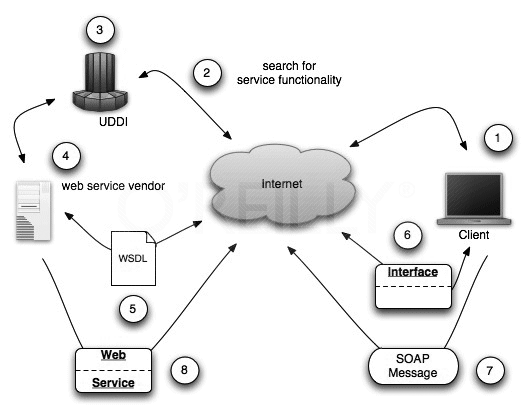 3
2
search for
service functionality
UDDI
1
4
web service vendor
Internet
O'REILLY®
Client
6
WSDL
Interface
5
Web
Service
8
SOAP
Message
7